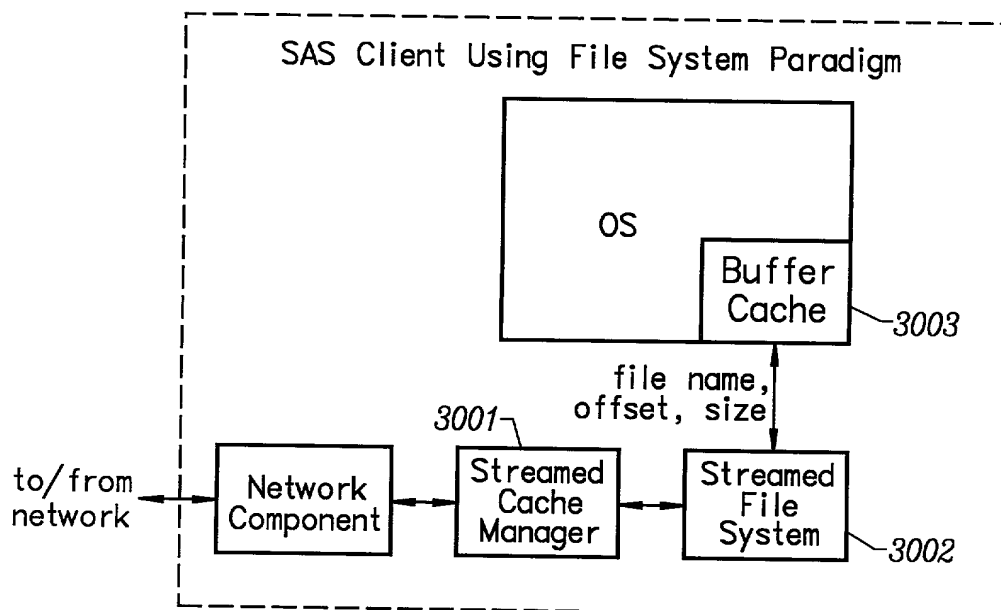 SAS Client Using File System Paradigm
OS
Buffer
Cache
3003
file name,
offset, size
3001
to/from
network
Network
Component
Streamed
Cache
Manager
Streamed
File
System
3002